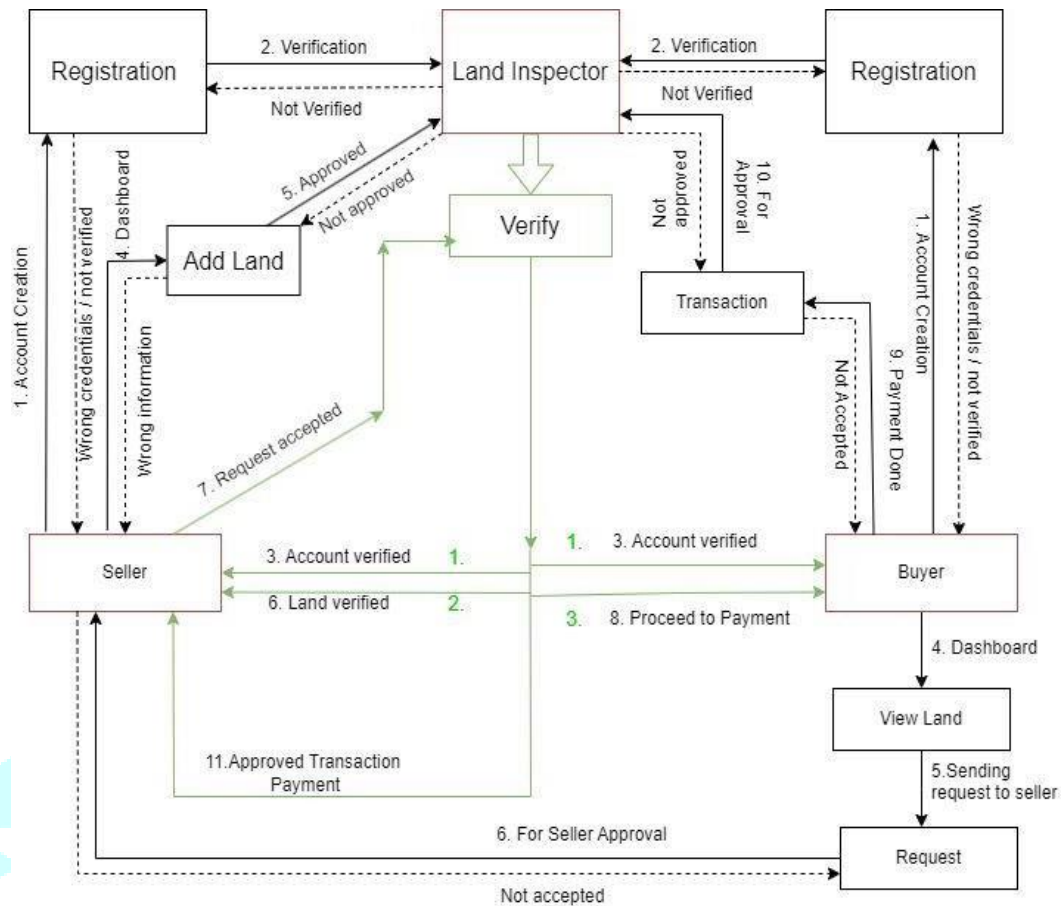 Registration
2. Verification
Not Verified
Land Inspector
2. Verification
Not Verified
Registration
1. Account Creation
Wrong credentials / not verified
4. Dashboard
5. Approved
Not approved
Add Land
Wrong information
Verify
Not
approved
10. For
Approval
Transaction
1. Account Creation
Wrong credentials / not verified
9. Payment Done
Not Accepted
7. Request accepted
Seller
3. Account verified
1.
1.
3. Account verified
Buyer
6. Land verified
2.
3.
8. Proceed to Payment
4. Dashboard
View Land
11.Approved Transaction
Payment
5.Sending
request to seller
6. For Seller Approval
Request
Not accepted